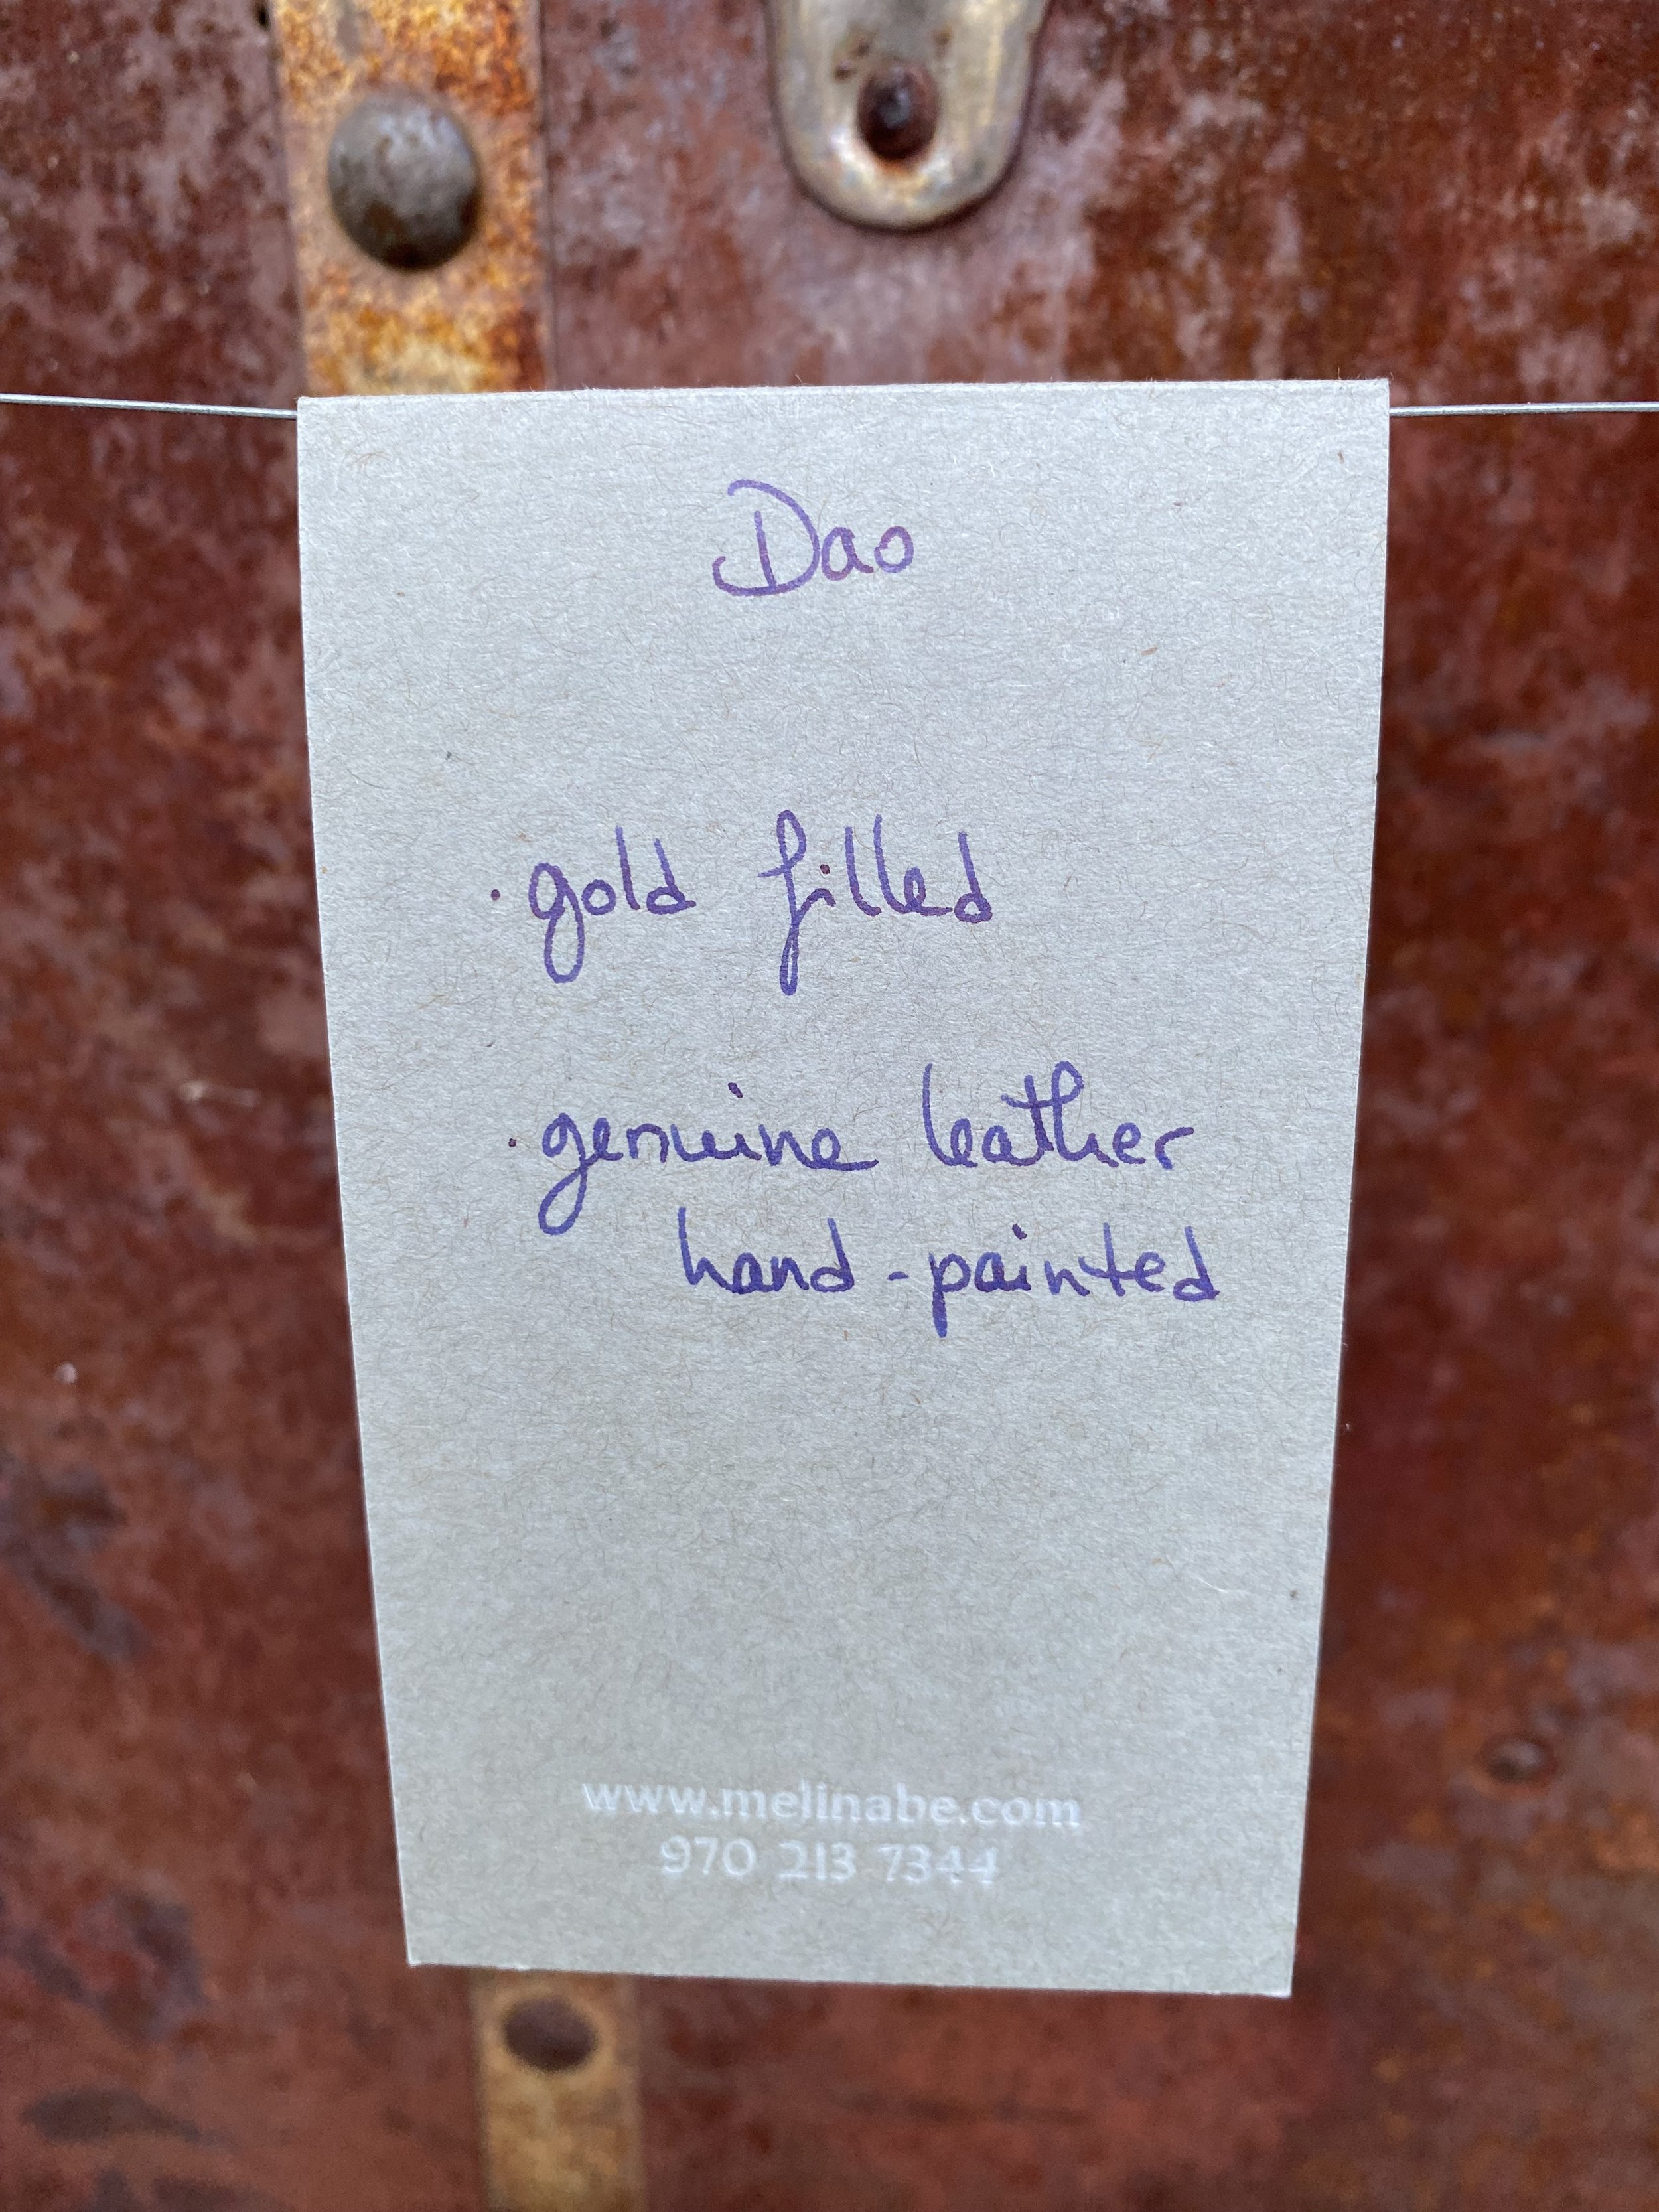 Dao
· gold filled
· genuine leather
hand-painted
www.melinabe.com
970 213 7344